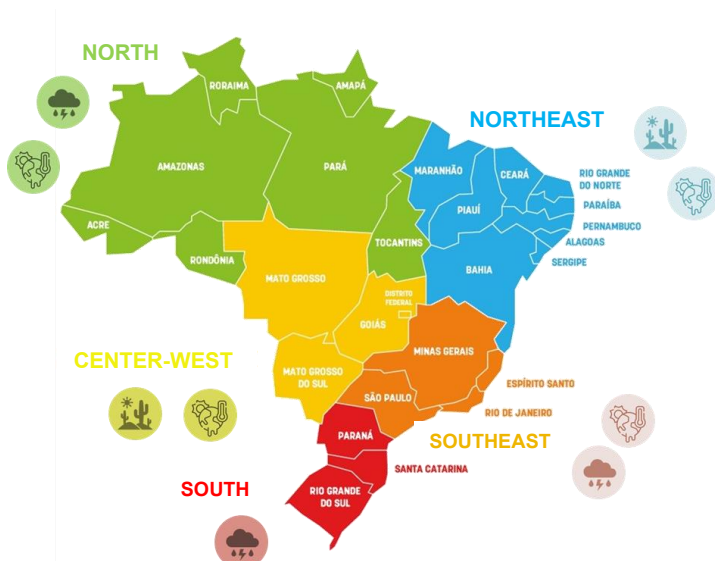 NORTH
RORAIMA
AMAPÁ
NORTHEAST
AMAZONAS
PARÁ
MARANHÃO
CEARÁ
RIO GRANDE
DO NORTE
PIAUÍ
PARAÍBA
ACRE
PERNAMBUCO
TOCANTINS
ALAGOAS
RONDÔNIA
BAHIA
SERGIPE
MATO GROSSO
DISTRITO
FEDERAL
GOIÁS
MINAS GERAIS
CENTER-WEST
MATO GROSSO
DO SUL
ESPÍRITO SANTO
SÃO PAULO
RIO DE JANEIRO
PARANÁ
SOUTHEAST
SANTA CATARINA
SOUTH
RIO GRANDE
DO SUL